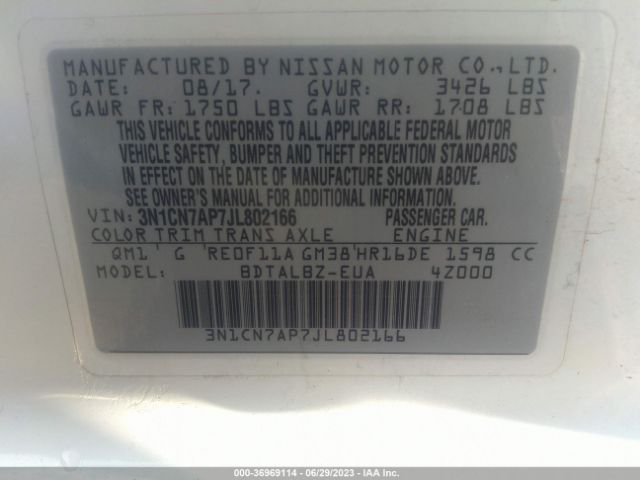 MANUFACTURED BY NISSAN MOTOR CO., LTD.
DATE: 08/17. GVWR: 3426 LBS
GAWR FR: 1750 LBS GAWR RR: 1708 LBS
THIS VEHICLE CONFORMS TO ALL APPLICABLE FEDERAL MOTOR
VEHICLE SAFETY, BUMPER AND THEFT PREVENTION STANDARDS
IN EFFECT ON THE DATE OF MANUFACTURE SHOWN ABOVE.
SEE OWNER'S MANUAL FOR ADDITIONAL INFORMATION.
VIN: 3N1CN7AP7JL802166 PASSENGER CAR.
COLOR TRIM TRANS AXLE ENGINE
QM1 G RE0F11A GM38 HR16DE 1598 CC
MODEL: BDTALBZ-EUA 4Z000
3N1CN7AP7JL802166
000-36969114 - 06/29/2023 - IAA Inc.